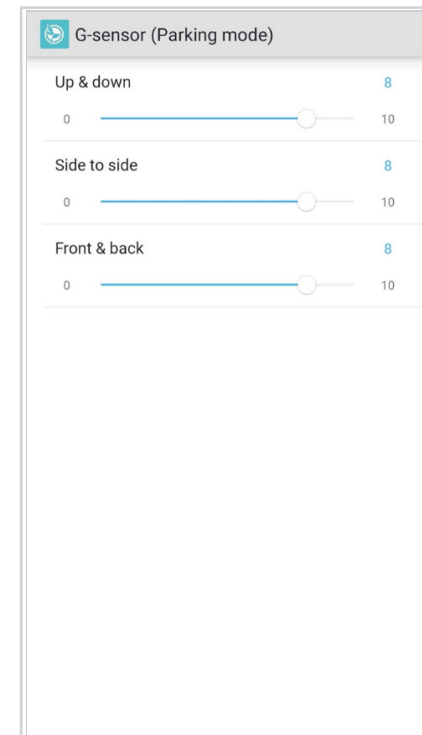 G-sensor (Parking mode)
Up & down 8
0 10
Side to side 8
0 10
Front & back 8
0 10